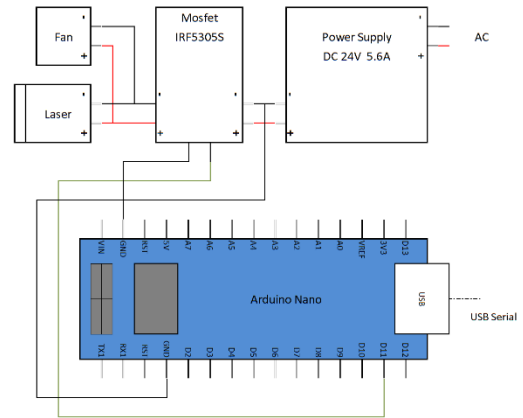 Fan
-
+
Laser
-
+
Mosfet
IRF5305S
- -
+ +
Power Supply
DC 24V 5.6A
- -
+ +
AC
VIN GND RST 5V A7 A6 A5 A4 A3 A2 A1 A0 VREF 3V3 D13
Arduino Nano
USB
USB Serial
TX1 RX1 RST GND D2 D3 D4 D5 D6 D7 D8 D9 D10 D11 D12